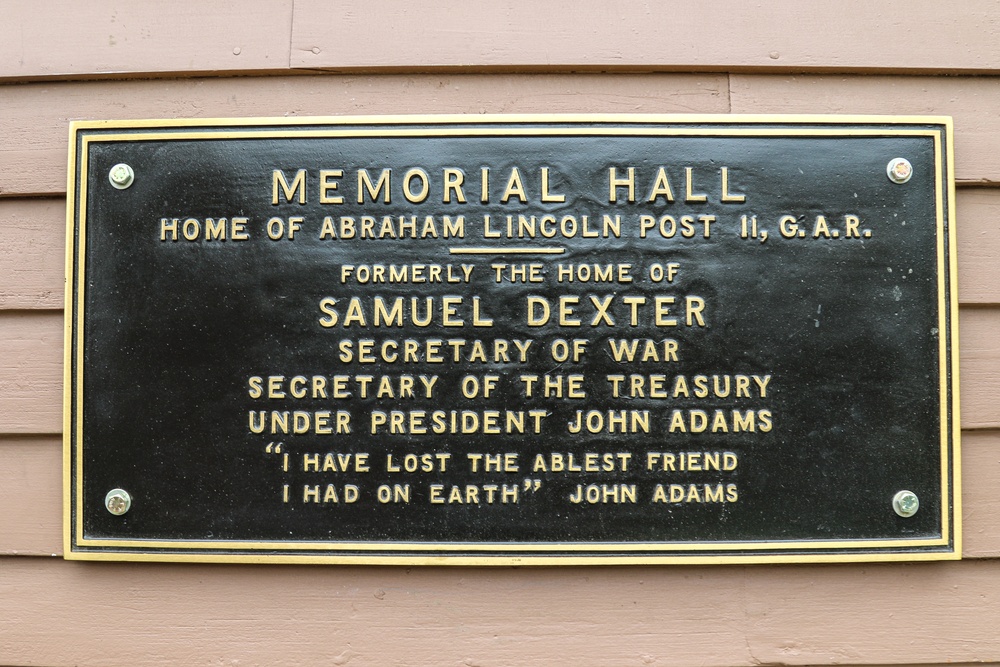 MEMORIAL HALL
HOME OF ABRAHAM LINCOLN POST 11, G.A.R.
FORMERLY THE HOME OF
SAMUEL DEXTER
SECRETARY OF WAR
SECRETARY OF THE TREASURY
UNDER PRESIDENT JOHN ADAMS
“I HAVE LOST THE ABLEST FRIEND
I HAD ON EARTH” JOHN ADAMS